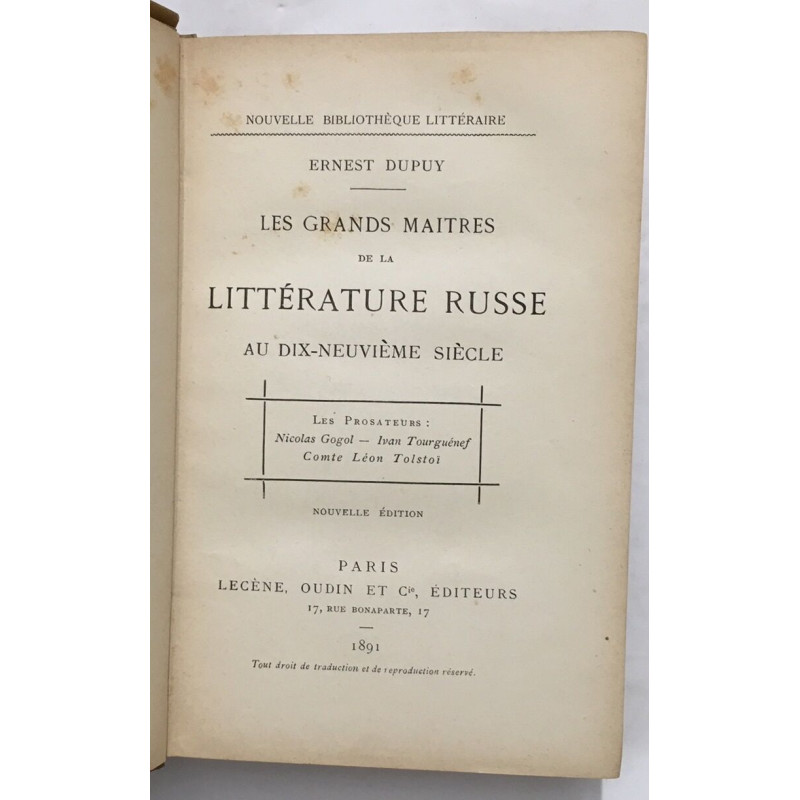 NOUVELLE BIBLIOTHÈQUE LITTÉRAIRE
ERNEST DUPUY
LES GRANDS MAITRES
DE LA
LITTÉRATURE RUSSE
AU DIX-NEUVIÈME SIÈCLE
LES PROSATEURS :
Nicolas Gogol — Ivan Tourguénef
Comte Léon Tolstoï
NOUVELLE ÉDITION
PARIS
LECÈNE, OUDIN ET Cie, ÉDITEURS
17, RUE BONAPARTE, 17
1891
Tout droit de traduction et de reproduction réservé.